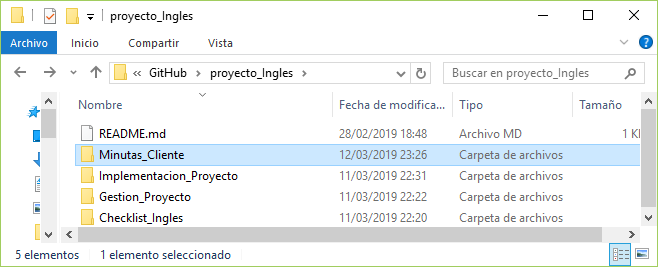 proyecto_Ingles
Archivo Inicio Compartir Vista
GitHub proyecto_Ingles Buscar en proyecto_Ingles
Nombre Fecha de modifica... Tipo Tamaño
README.md 28/02/2019 18:48 Archivo MD 1 K
Minutas_Cliente 12/03/2019 23:26 Carpeta de archivos
Implementacion_Proyecto 11/03/2019 22:31 Carpeta de archivos
Gestion_Proyecto 11/03/2019 22:22 Carpeta de archivos
Checklist_Ingles 11/03/2019 22:20 Carpeta de archivos
5 elementos 1 elemento seleccionado